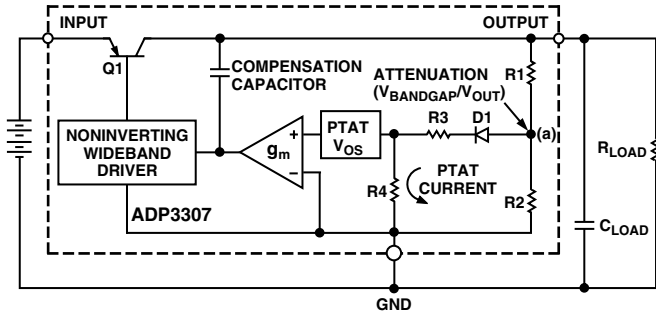 INPUT
OUTPUT
Q1
COMPENSATION
CAPACITOR
ATTENUATION
(VBANDGAP/VOUT)
R1
R3
D1
(a)
NONINVERTING
WIDEBAND
DRIVER
gm
+
−
PTAT
VOS
R4
PTAT
CURRENT
R2
RLOAD
CLOAD
ADP3307
GND